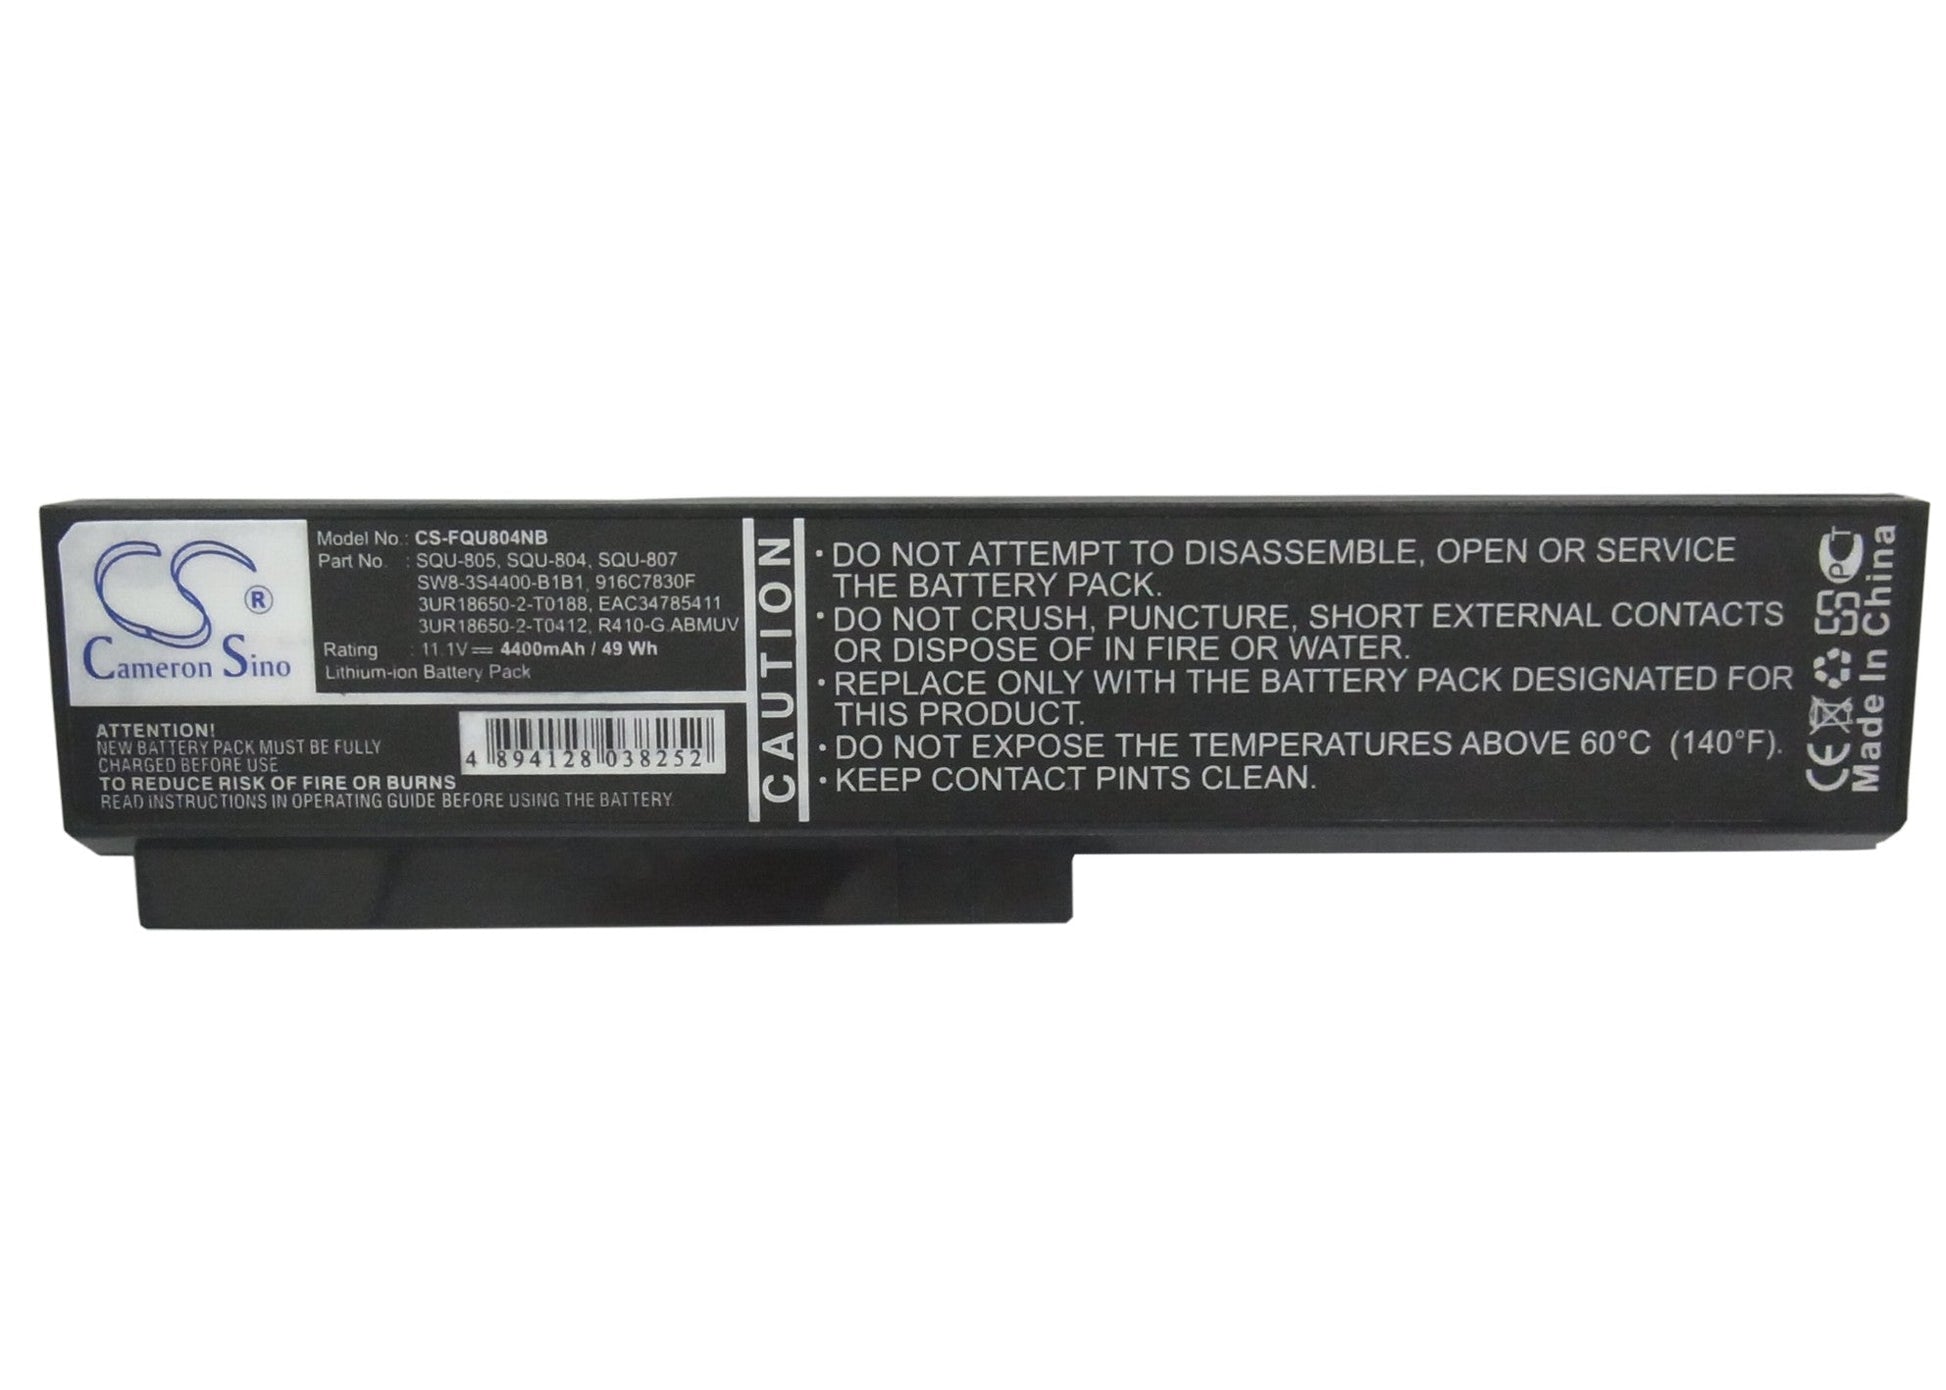 CS ®
Cameron Sino
Model No.: CS-FQU804NB
Part No. : SQU-805, SQU-804, SQU-807
SW8-3S4400-B1B1, 916C7830F
3UR18650-2-T0188, EAC34785411
3UR18650-2-T0412, R410-G.ABMUV
Rating : 11.1V 4400mAh / 49 Wh
Lithium-ion Battery Pack
ATTENTION!
NEW BATTERY PACK MUST BE FULLY
CHARGED BEFORE USE
TO REDUCE RISK OF FIRE OR BURNS
READ INSTRUCTIONS IN OPERATING GUIDE BEFORE USING THE BATTERY.
4 894128 038252
CAUTION
· DO NOT ATTEMPT TO DISASSEMBLE, OPEN OR SERVICE
THE BATTERY PACK.
· DO NOT CRUSH, PUNCTURE, SHORT EXTERNAL CONTACTS
OR DISPOSE OF IN FIRE OR WATER.
· REPLACE ONLY WITH THE BATTERY PACK DESIGNATED FOR
THIS PRODUCT.
· DO NOT EXPOSE THE TEMPERATURES ABOVE 60°C (140°F).
· KEEP CONTACT PINTS CLEAN.
CE
PCT
Made In China